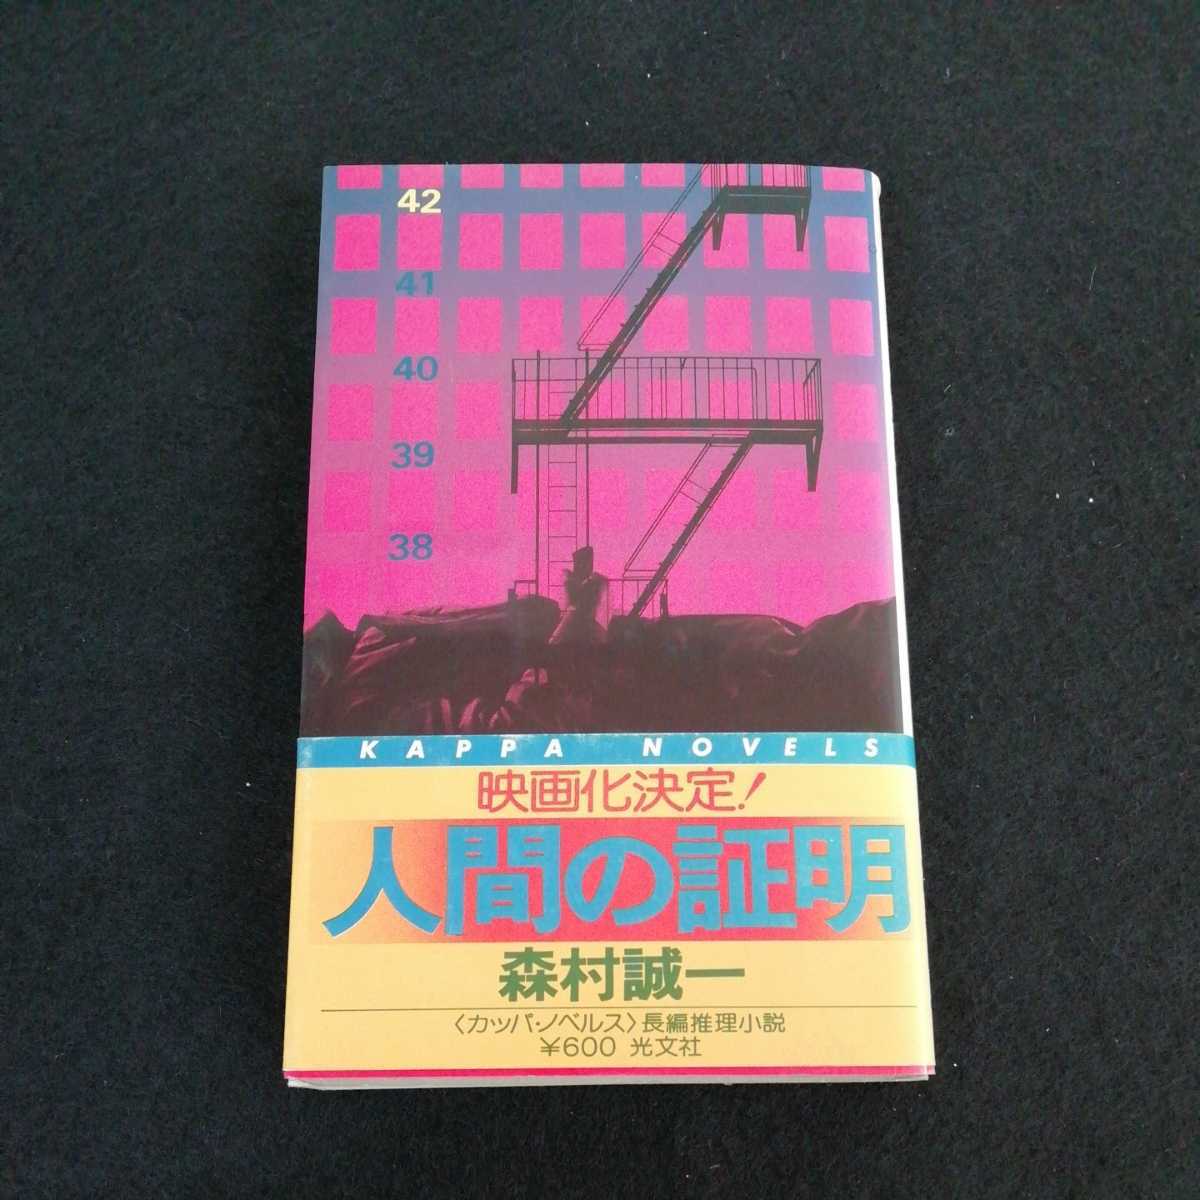 42
41
40
39
38
KAPPA NOVELS
映画化決定!
人間の証明
森村誠一
〈カッパ・ノベルス〉長編推理小説
¥600 光文社